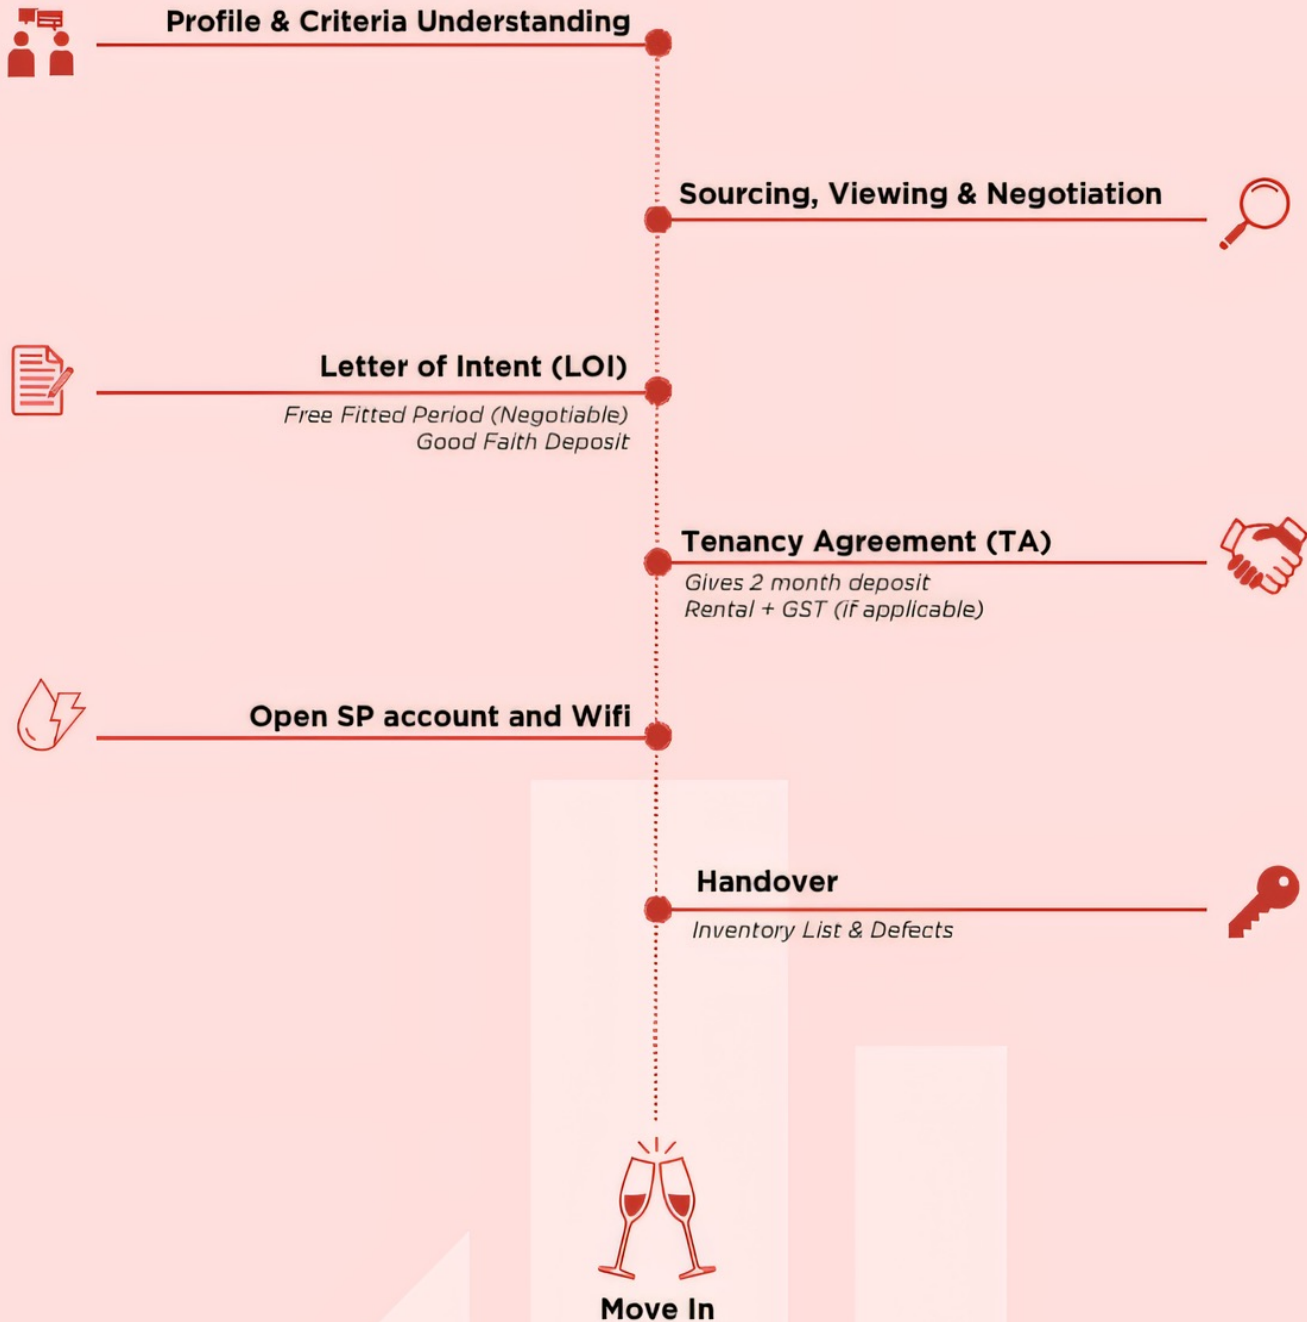 Profile & Criteria Understanding
Sourcing, Viewing & Negotiation
Letter of Intent (LOI)
Free Fitted Period (Negotiable)
Good Faith Deposit
Tenancy Agreement (TA)
Gives 2 month deposit
Rental + GST (if applicable)
Open SP account and Wifi
Handover
Inventory List & Defects
Move In